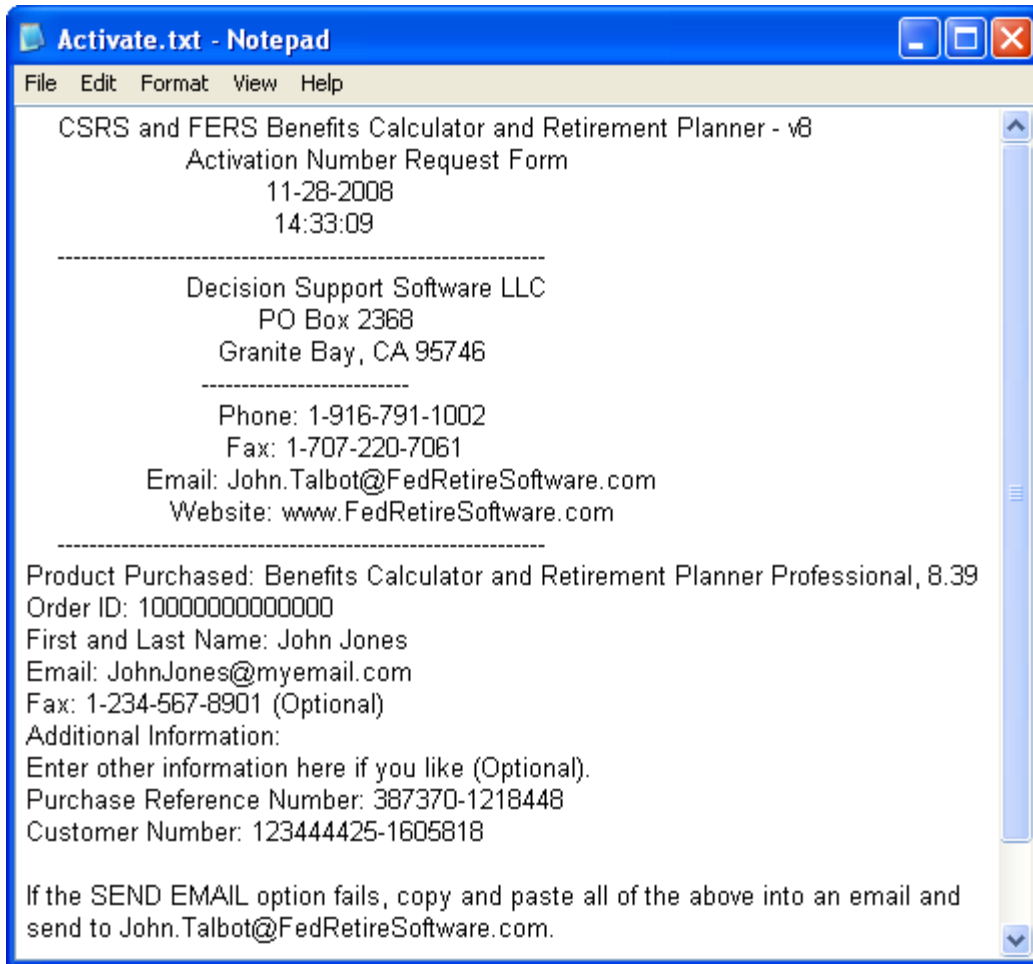 Activate.txt - Notepad
File Edit Format View Help
CSRS and FERS Benefits Calculator and Retirement Planner - v8
Activation Number Request Form
11-28-2008
14:33:09
-------------------------------------------------------------
Decision Support Software LLC
PO Box 2368
Granite Bay, CA 95746
--------------------------
Phone: 1-916-791-1002
Fax: 1-707-220-7061
Email: John.Talbot@FedRetireSoftware.com
Website: www.FedRetireSoftware.com
-------------------------------------------------------------
Product Purchased: Benefits Calculator and Retirement Planner Professional, 8.39
Order ID: 10000000000000
First and Last Name: John Jones
Email: JohnJones@myemail.com
Fax: 1-234-567-8901 (Optional)
Additional Information:
Enter other information here if you like (Optional).
Purchase Reference Number: 387370-1218448
Customer Number: 123444425-1605818
If the SEND EMAIL option fails, copy and paste all of the above into an email and
send to John.Talbot@FedRetireSoftware.com.